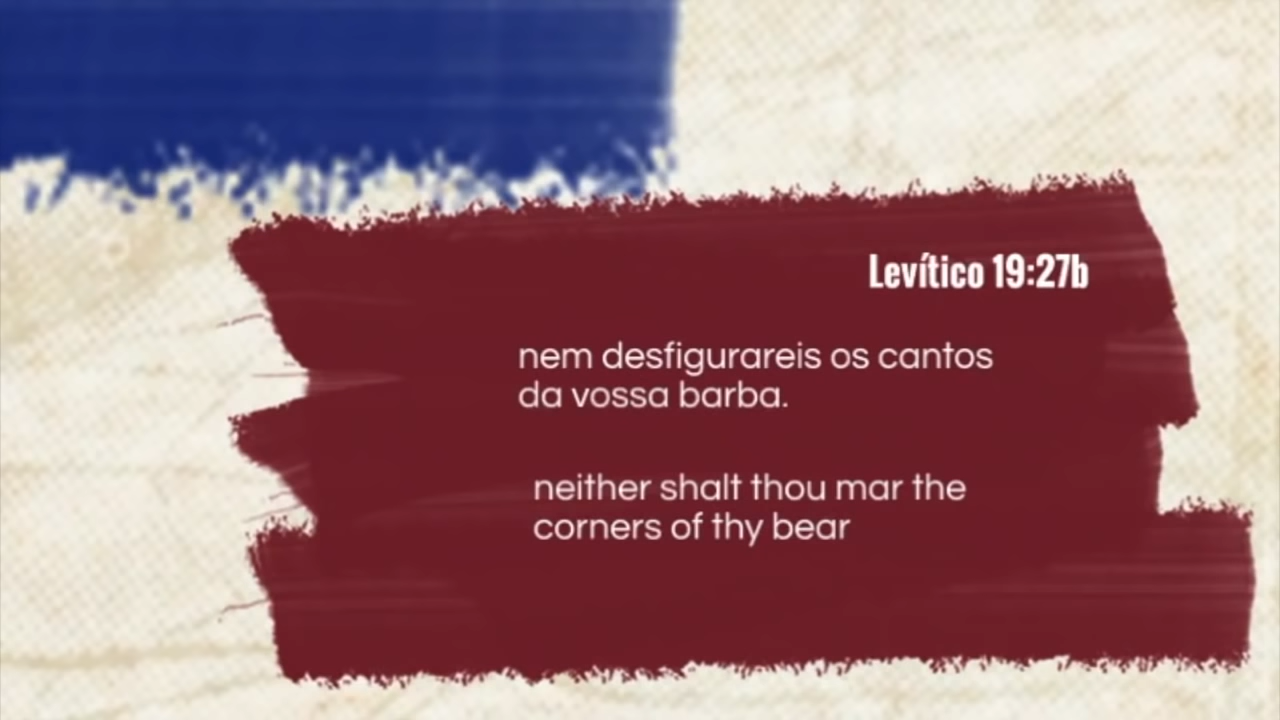 Levítico 19:27b
nem desfigurareis os cantos
da vossa barba.
neither shalt thou mar the
corners of thy bear